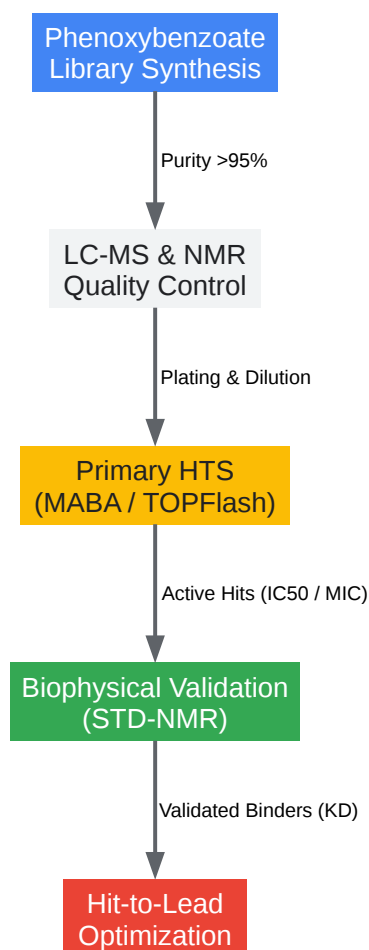 Phenoxybenzoate
Library Synthesis
Purity >95%
LC-MS & NMR
Quality Control
Plating & Dilution
Primary HTS
(MABA / TOPFlash)
Active Hits (IC50 / MIC)
Biophysical Validation
(STD-NMR)
Validated Binders (KD)
Hit-to-Lead
Optimization